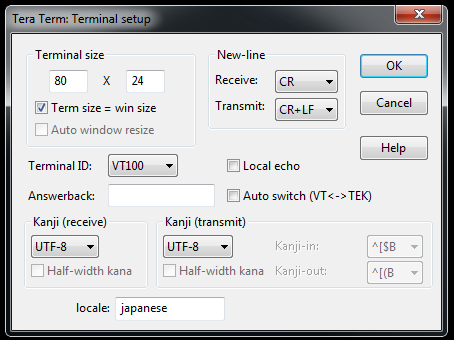 Tera Term: Terminal setup
Terminal size
80 X 24
Term size = win size
Auto window resize
New-line
Receive: CR
Transmit: CR+LF
OK
Cancel
Help
Terminal ID: VT100
Local echo
Answerback:
Auto switch (VT<->TEK)
Kanji (receive)
UTF-8
Half-width kana
Kanji (transmit)
UTF-8
Half-width kana
Kanji-in: ^[$B
Kanji-out: ^[(B
locale: japanese